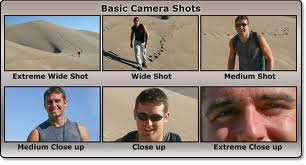 Basic Camera Shots
Extreme Wide Shot
Wide Shot
Medium Shot
Medium Close up
Close up
Extreme Close up